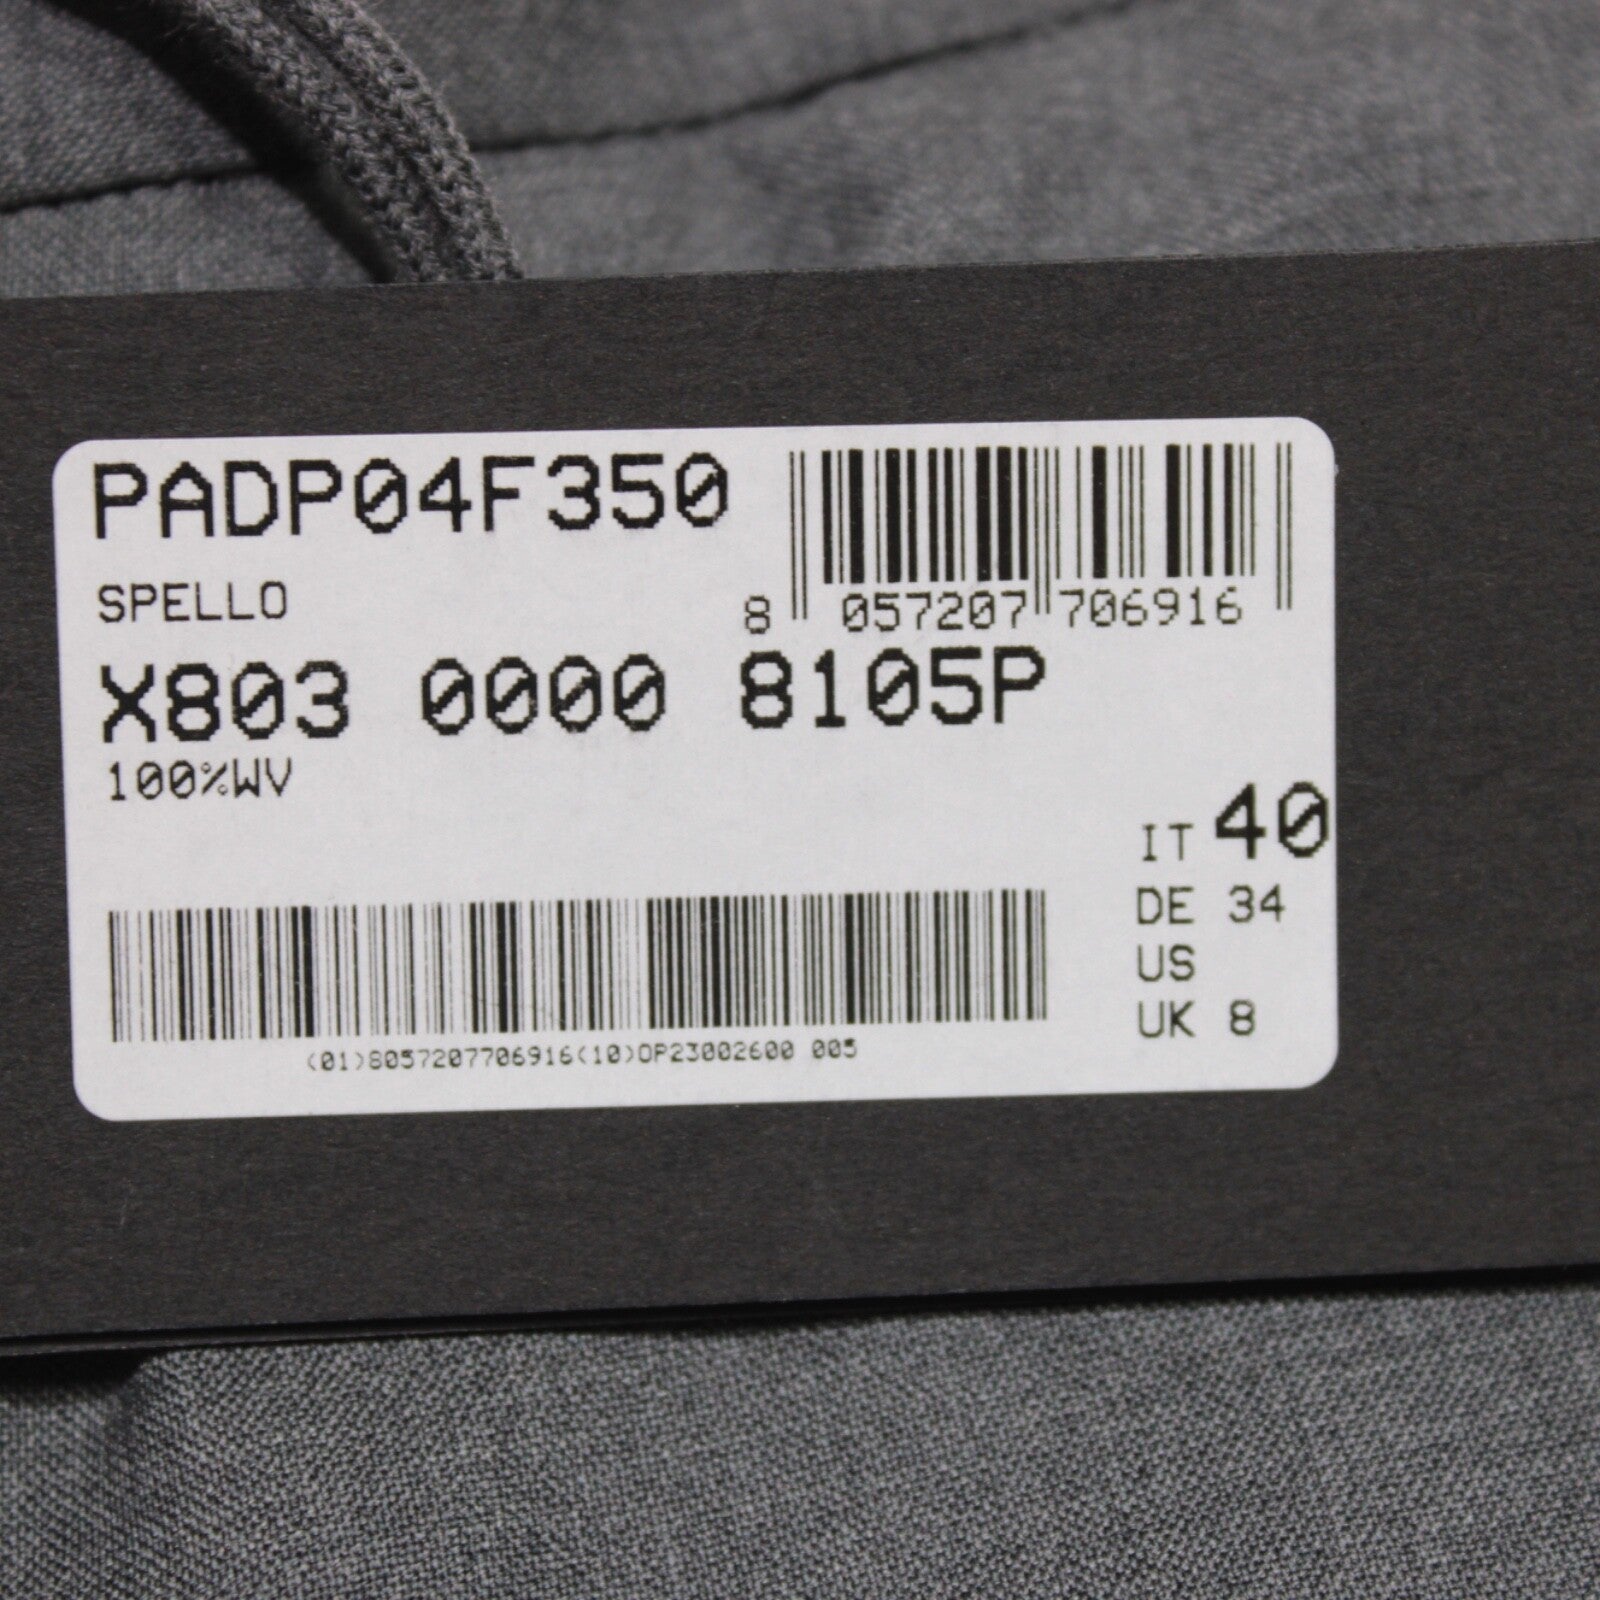 PADP04F350
SPELLO
8 057207 706916
X803 0000 8105P
100%WV
IT 40
DE 34
US
UK 8
(01)8057207706916(10)OP23002600 005